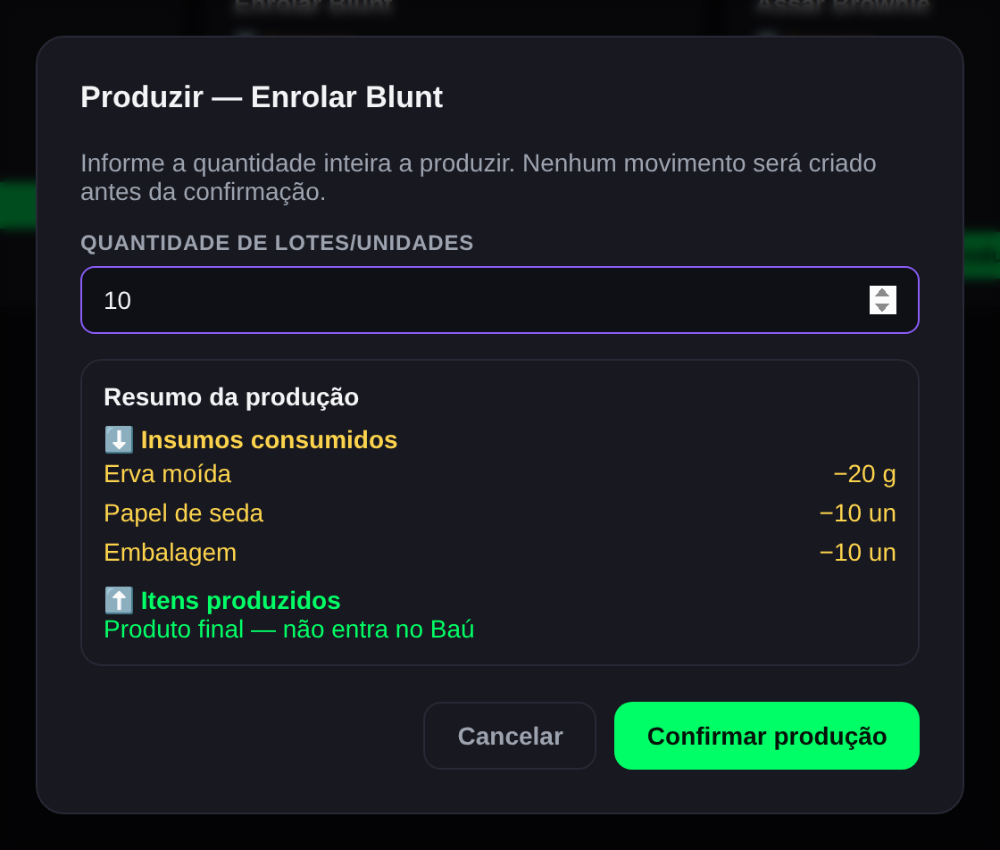 Enrolar Blunt
Assar Brownie
Produzir — Enrolar Blunt
Informe a quantidade inteira a produzir. Nenhum movimento será criado
antes da confirmação.
QUANTIDADE DE LOTES/UNIDADES
10
Resumo da produção
⬇️ Insumos consumidos
Erva moída −20 g
Papel de seda −10 un
Embalagem −10 un
⬆️ Itens produzidos
Produto final — não entra no Baú
Cancelar Confirmar produção